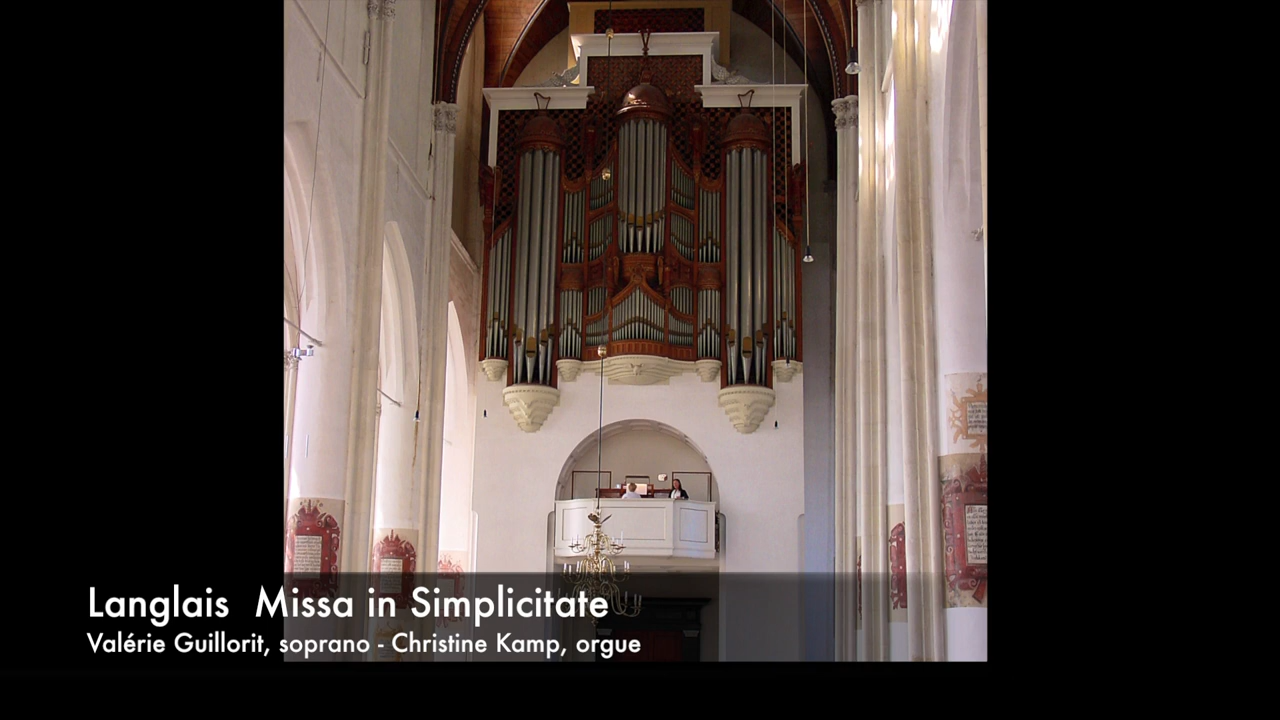 Langlais  Missa in Simplicitate
Valérie Guillorit, soprano - Christine Kamp, orgue